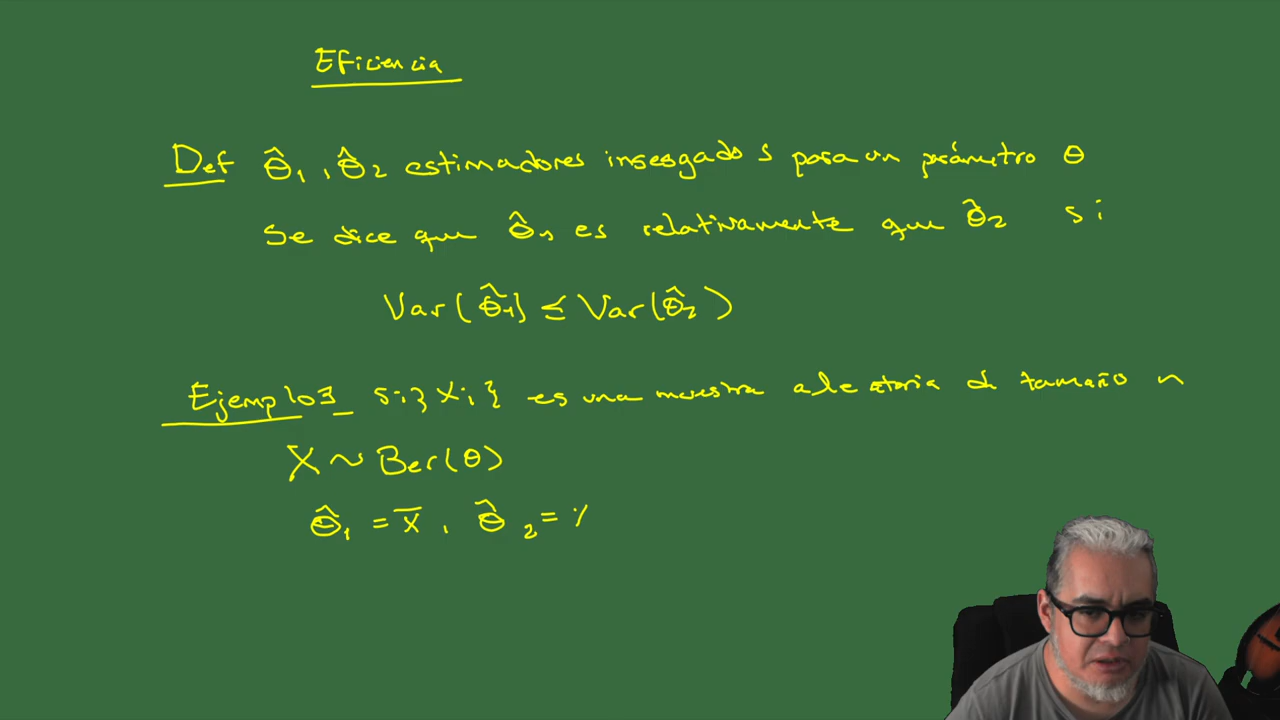 Eficiencia
Def θ̂₁, θ̂₂ estimadores insesgados para un parámetro θ
Se dice que θ̂₁ es relativamente que θ̂₂ si
Var(θ̂₁) ≤ Var(θ̂₂)
Ejemplos si {Xi} es una muestra aleatoria de tamaño n
X ~ Ber(θ)
θ̂₁ = x̄, θ̂₂ =